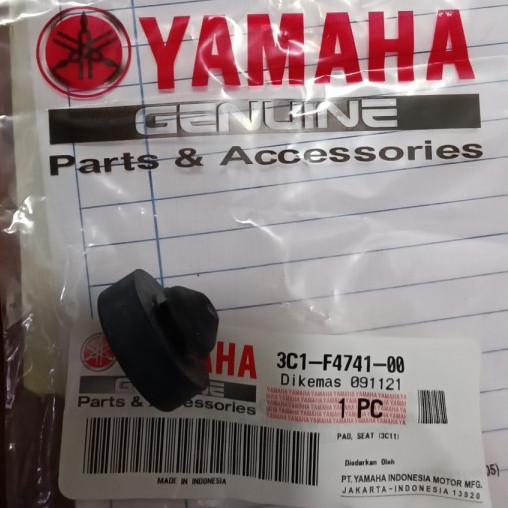 YAMAHA
GENUINE
Parts & Accessories
YAMAHA 3C1-F4741-00
GENUINE Dikemas 091121
Parts & Accessories 1 PC
PAD, SEAT (3C11)
Diedarkan Oleh
05)
MADE IN INDONESIA
PT. YAMAHA INDONESIA MOTOR MFG.
JAKARTA-INDONESIA 13920